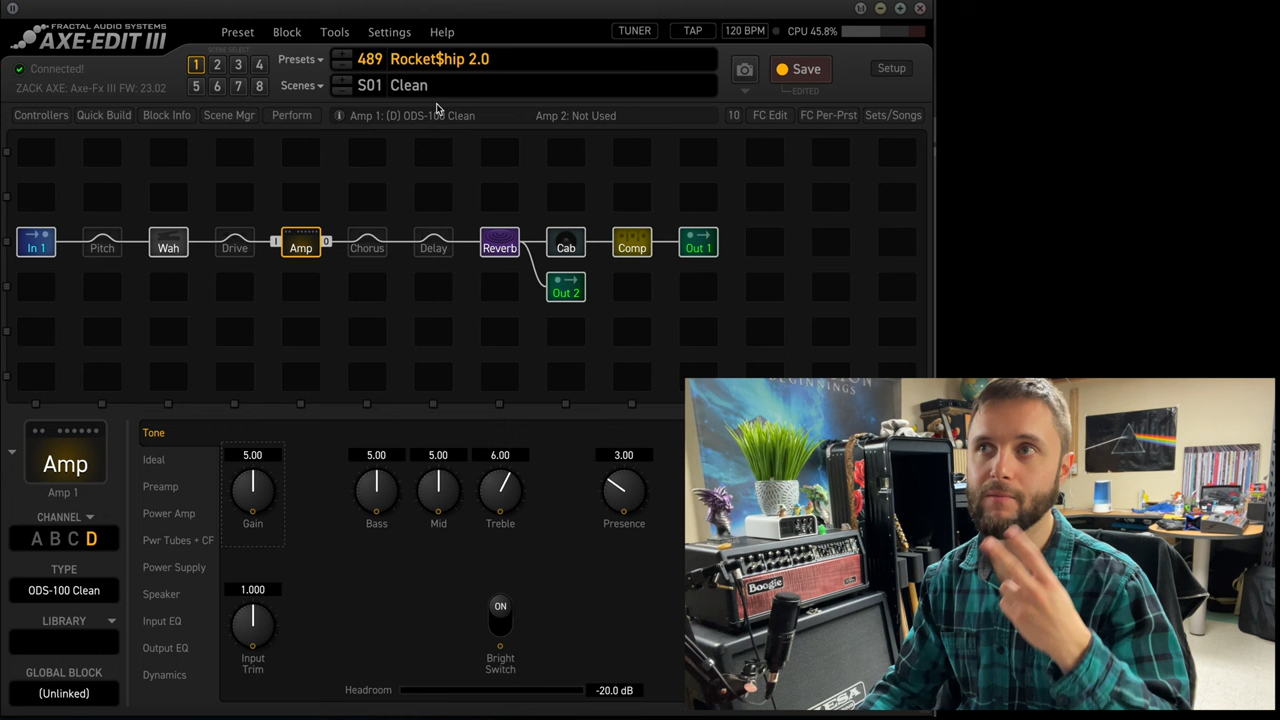 FRACTAL AUDIO SYSTEMS
AXE-EDIT III
Preset Block Tools Settings Help
TUNER TAP 120 BPM CPU 45.8%
Connected!
ZACK AXE: Axe-Fx III FW: 23.02
SCENE SELECT
1 2 3 4
5 6 7 8
Presets 489 Rocket$hip 2.0
Scenes S01 Clean
Save
EDITED
Setup
Controllers Quick Build Block Info Scene Mgr Perform
Amp 1: (D) ODS-100 Clean Amp 2: Not Used
10 FC Edit FC Per-Prst Sets/Songs
In 1 Pitch Wah Drive I Amp O Chorus Delay Reverb Cab Comp Out 1
Out 2
Amp
Amp 1
CHANNEL
A B C D
TYPE
ODS-100 Clean
LIBRARY
GLOBAL BLOCK
(Unlinked)
Tone
Ideal
Preamp
Power Amp
Pwr Tubes + CF
Power Supply
Speaker
Input EQ
Output EQ
Dynamics
5.00 5.00 5.00 6.00 3.00
Gain Bass Mid Treble Presence
1.000 ON
Input
Trim
Bright
Switch
Headroom -20.0 dB
BEGINNINGS
Boogie